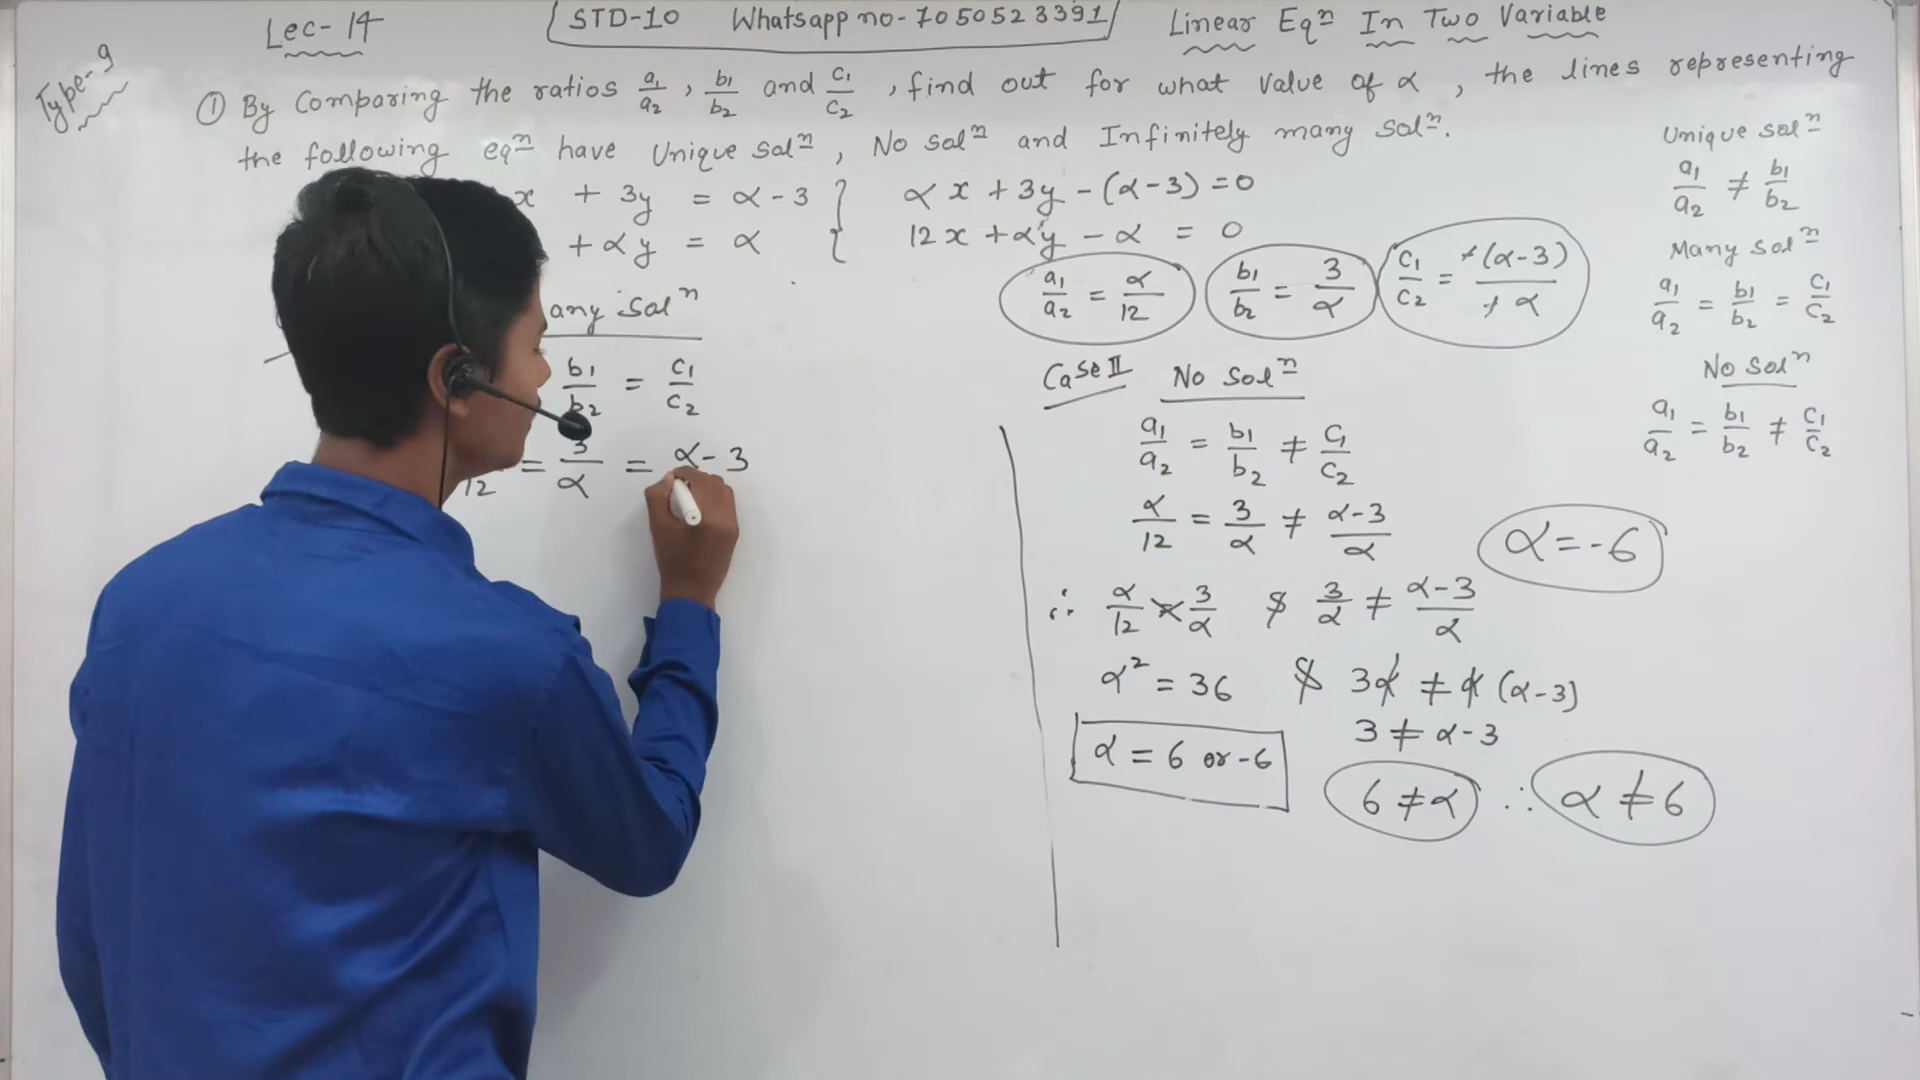 Lec-14
STD-10 Whatsapp no-7050523391
Linear Eqⁿ In Two Variable
Type-9
① By Comparing the ratios a₁/a₂, b₁/b₂ and c₁/c₂, find out for what value of α, the lines representing
the following eqⁿ have Unique solⁿ, No solⁿ and Infinitely many solⁿ.
x + 3y = α-3 }
+ αy = α
αx + 3y - (α-3) = 0
12x + αy - α = 0
a₁/a₂ = α/12
b₁/b₂ = 3/α
c₁/c₂ = -(α-3)/-α
any solⁿ
b₁/b₂ = c₁/c₂
12 = 3/α = α-3
Case II No Solⁿ
a₁/a₂ = b₁/b₂ ≠ c₁/c₂
α/12 = 3/α ≠ α-3/α
∴ α/12 × 3/α $ 3/α ≠ α-3/α
α² = 36 $ 3α ≠ α(α-3)
3 ≠ α-3
α = 6 or -6
6 ≠ α ∴ α ≠ 6
α = -6
Unique solⁿ
a₁/a₂ ≠ b₁/b₂
Many solⁿ
a₁/a₂ = b₁/b₂ = c₁/c₂
No solⁿ
a₁/a₂ = b₁/b₂ ≠ c₁/c₂